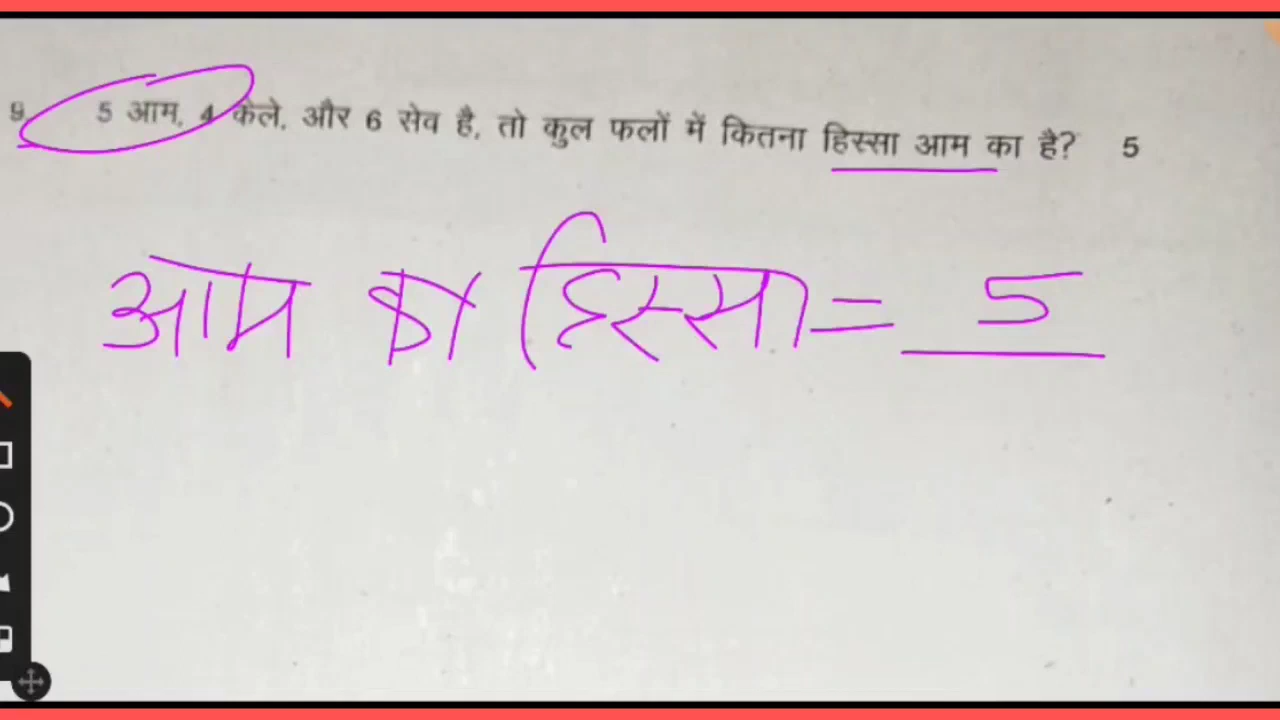 9. 5 आम, 4 केले, और 6 सेव है, तो कुल फलों में कितना हिस्सा आम का है? 5
आम का हिस्सा = 5